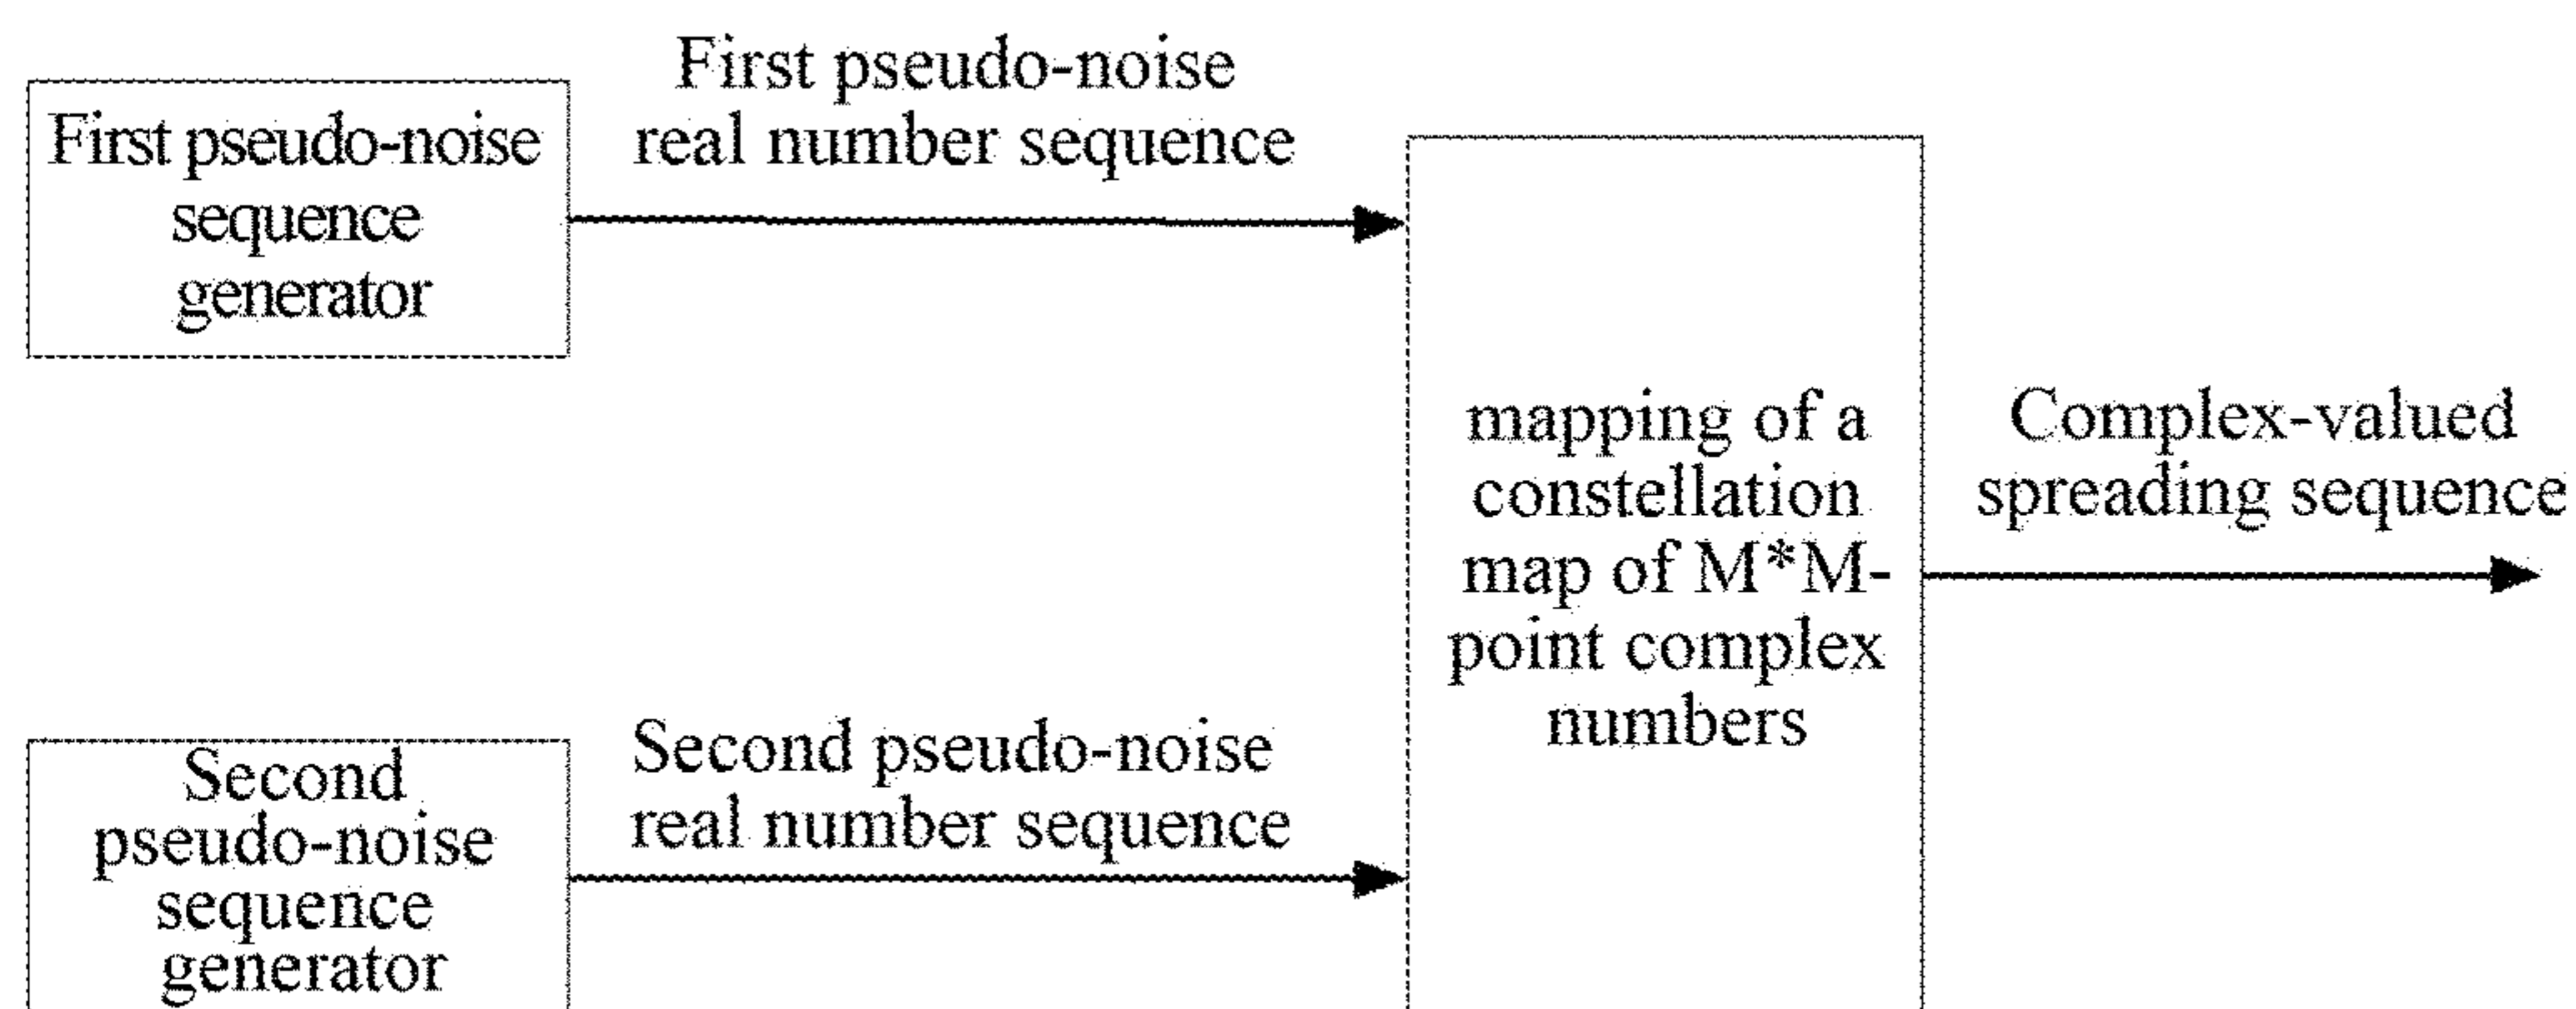 First pseudo-noise
sequence
generator
First pseudo-noise
real number sequence
mapping of a
constellation
map of M*M-
point complex
numbers
Complex-valued
spreading sequence
Second
pseudo-noise
sequence
generator
Second pseudo-noise
real number sequence